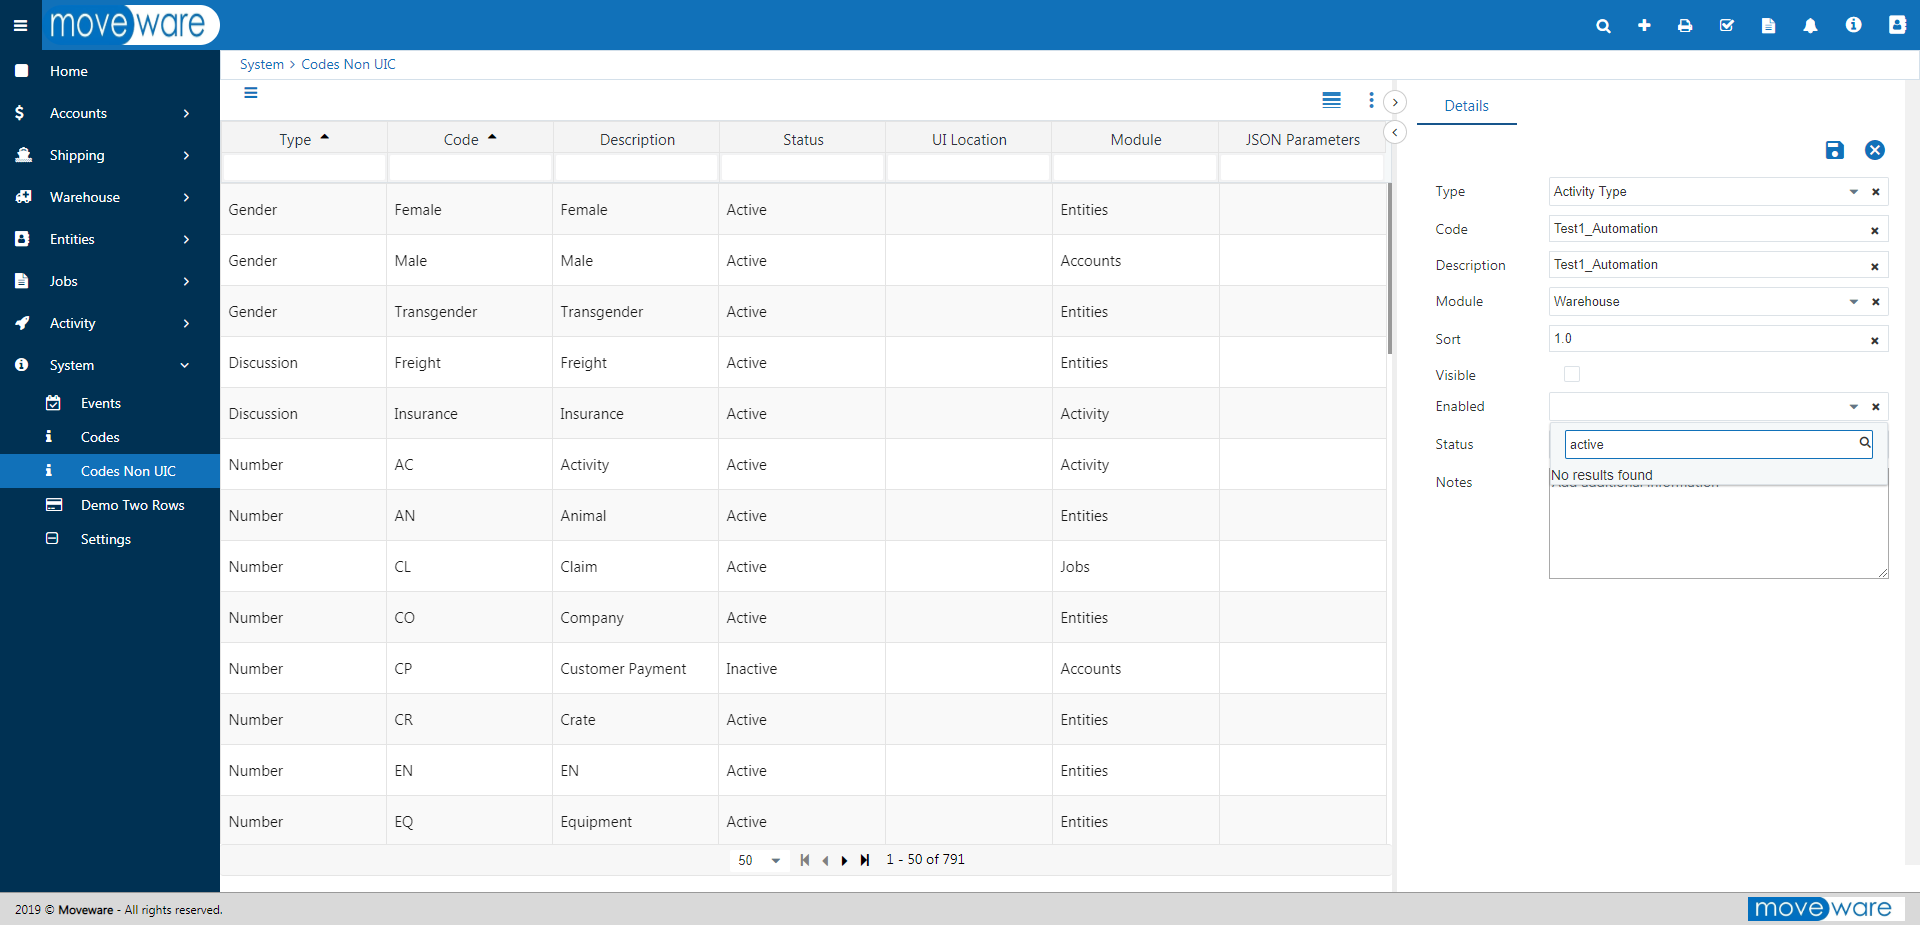 moveware
System > Codes Non UIC
Home
Accounts
Shipping
Warehouse
Entities
Jobs
Activity
System
Events
Codes
Codes Non UIC
Demo Two Rows
Settings
Type Code Description Status UI Location Module JSON Parameters
Gender Female Female Active Entities
Gender Male Male Active Accounts
Gender Transgender Transgender Active Entities
Discussion Freight Freight Active Entities
Discussion Insurance Insurance Active Activity
Number AC Activity Active Activity
Number AN Animal Active Entities
Number CL Claim Active Jobs
Number CO Company Active Entities
Number CP Customer Payment Inactive Accounts
Number CR Crate Active Entities
Number EN EN Active Entities
Number EQ Equipment Active Entities
50 1 - 50 of 791
Details
Type Activity Type
Code Test1_Automation
Description Test1_Automation
Module Warehouse
Sort 1.0
Visible
Enabled
Status active
No results found
Notes Add additional information
2019 © Moveware - All rights reserved.
moveware